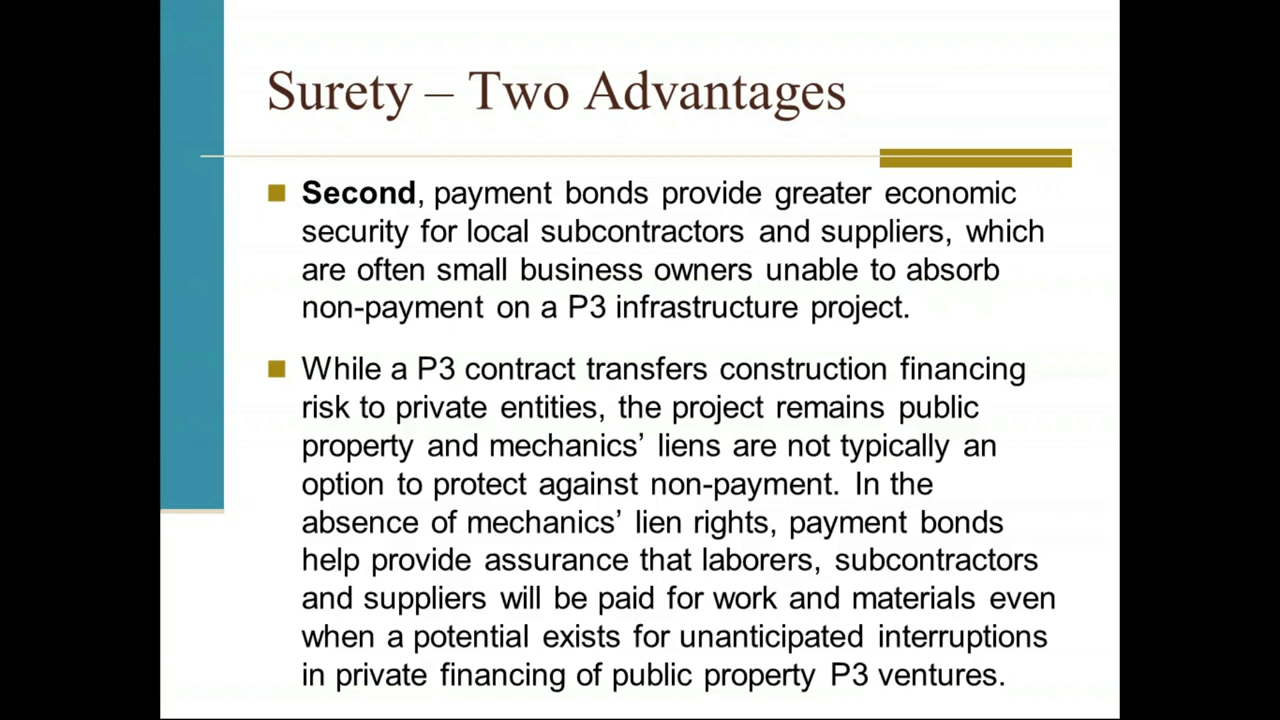 Surety – Two Advantages
Second, payment bonds provide greater economic
security for local subcontractors and suppliers, which
are often small business owners unable to absorb
non-payment on a P3 infrastructure project.
While a P3 contract transfers construction financing
risk to private entities, the project remains public
property and mechanics’ liens are not typically an
option to protect against non-payment. In the
absence of mechanics’ lien rights, payment bonds
help provide assurance that laborers, subcontractors
and suppliers will be paid for work and materials even
when a potential exists for unanticipated interruptions
in private financing of public property P3 ventures.